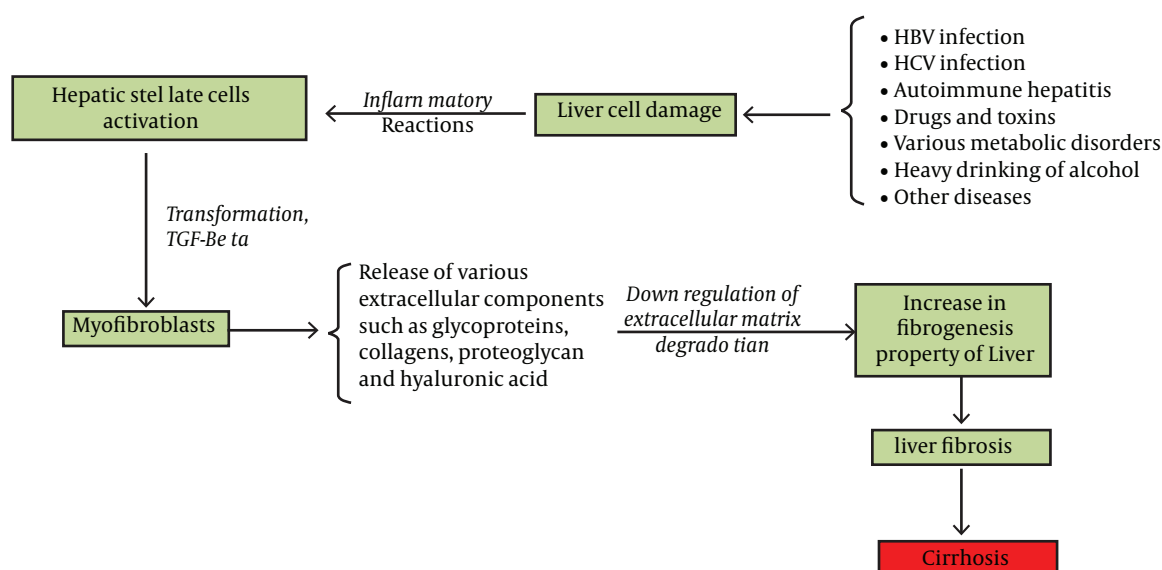 • HBV infection
• HCV infection
• Autoimmune hepatitis
• Drugs and toxins
• Various metabolic disorders
• Heavy drinking of alcohol
• Other diseases
Liver cell damage
Inflarn matory
Reactions
Hepatic stel late cells
activation
Transformation,
TGF-Be ta
Myofibroblasts
Release of various
extracellular components
such as glycoproteins,
collagens, proteoglycan
and hyaluronic acid
Down regulation of
extracellular matrix
degrado tian
Increase in
fibrogenesis
property of Liver
liver fibrosis
Cirrhosis